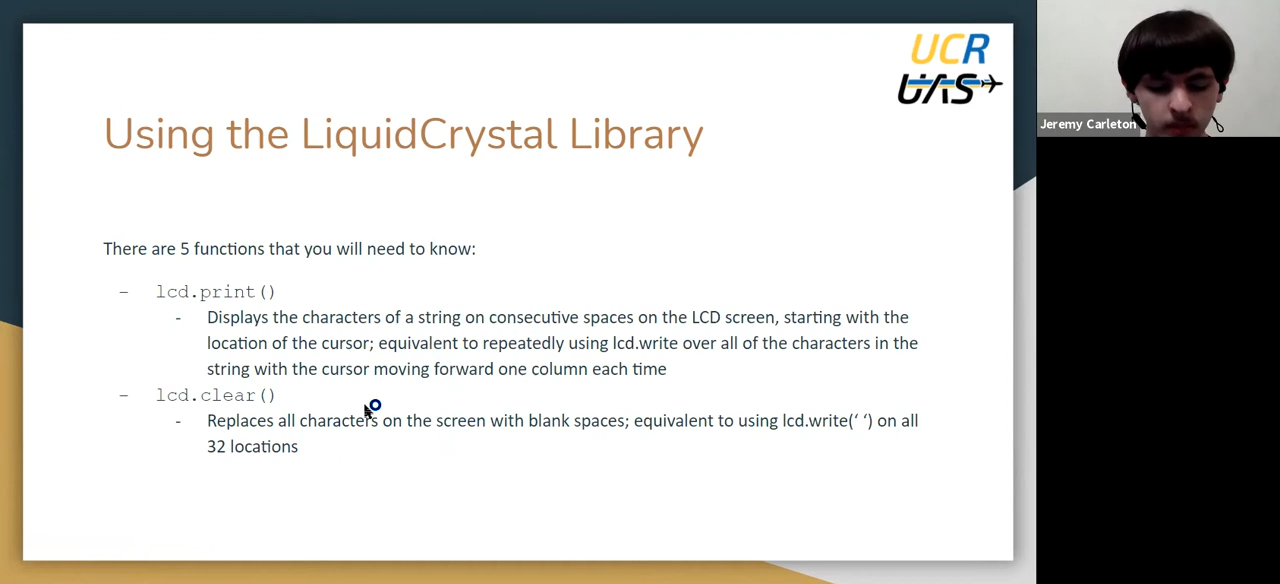 UCR
UAS
Jeremy Carleton
Using the LiquidCrystal Library
There are 5 functions that you will need to know:
– lcd.print()
- Displays the characters of a string on consecutive spaces on the LCD screen, starting with the
location of the cursor; equivalent to repeatedly using lcd.write over all of the characters in the
string with the cursor moving forward one column each time
– lcd.clear()
- Replaces all characters on the screen with blank spaces; equivalent to using lcd.write(‘ ‘) on all
32 locations